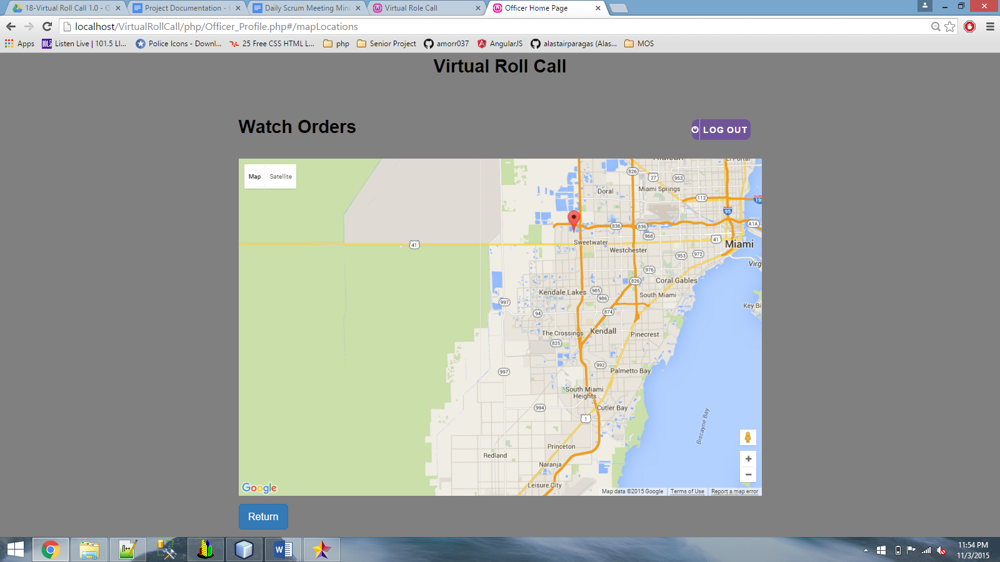 18-Virtual Roll Call 1.0 - G
Project Documentation - G
Daily Scrum Meeting Minu
Virtual Role Call
Officer Home Page
localhost/VirtualRollCall/php/Officer_Profile.php#/mapLocations
Apps
Listen Live | 101.5 LI...
Police Icons - Downl...
25 Free CSS HTML L...
php
Senior Project
amorr037
AngularJS
alastairparagas (Alas...
MOS
Virtual Roll Call
Watch Orders
LOG OUT
Map
Satellite
El Portal
826
27
953
Doral
Miami Springs
112
95
836
836
A1A
968
Sweetwater
41
41
Miami
Westchester
953
972
Virg
976
826
Coral Gables
Kendale Lakes
985
986
South Miami
997
874
Key Bi
94
The Crossings
Kendall
Pinecrest
825
992
997
Palmetto Bay
South Miami
Heights
994
Cutler Bay
1
Biscayne Bay
Princeton
Redland
Naranja
Leisure City
Google
Map data ©2015 Google
Terms of Use
Report a map error
Return
11:54 PM
11/3/2015